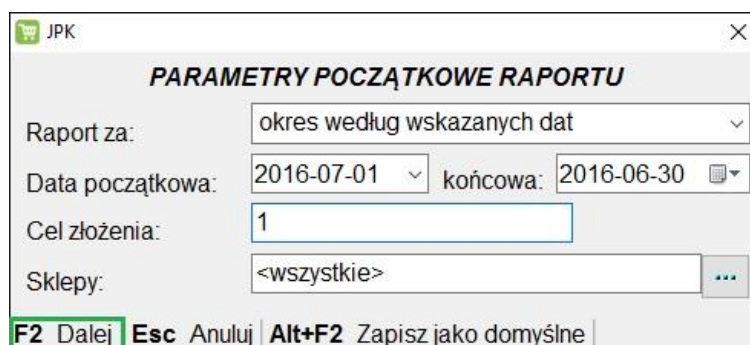 JPK
PARAMETRY POCZĄTKOWE RAPORTU
Raport za: okres według wskazanych dat
Data początkowa: 2016-07-01 końcowa: 2016-06-30
Cel złożenia: 1
Sklepy: <wszystkie> ...
F2 Dalej Esc Anuluj Alt+F2 Zapisz jako domyślne